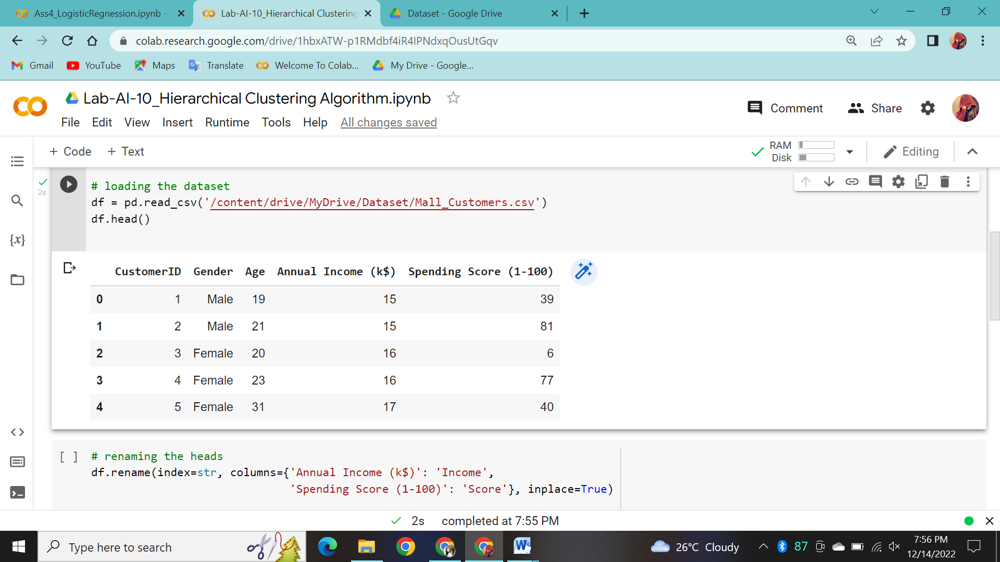 Ass4_LogisticRegnession.ipynb -
Lab-AI-10_Hierarchical Clustering
Dataset - Google Drive
colab.research.google.com/drive/1hbxATW-p1RMdbf4iR4IPNdxqOusUtGqv
Gmail YouTube Maps Translate Welcome To Colab... My Drive - Google...
Lab-AI-10_Hierarchical Clustering Algorithm.ipynb
Comment Share
File Edit View Insert Runtime Tools Help All changes saved
+ Code + Text
RAM
Disk
Editing
2s
# loading the dataset
df = pd.read_csv('/content/drive/MyDrive/Dataset/Mall_Customers.csv')
df.head()
{x}
CustomerID Gender Age Annual Income (k$) Spending Score (1-100)
0 1 Male 19 15 39
1 2 Male 21 15 81
2 3 Female 20 16 6
3 4 Female 23 16 77
4 5 Female 31 17 40
[ ] # renaming the heads
df.rename(index=str, columns={'Annual Income (k$)': 'Income',
'Spending Score (1-100)': 'Score'}, inplace=True)
2s completed at 7:55 PM
Type here to search
W
26°C Cloudy
87
7:56 PM
12/14/2022